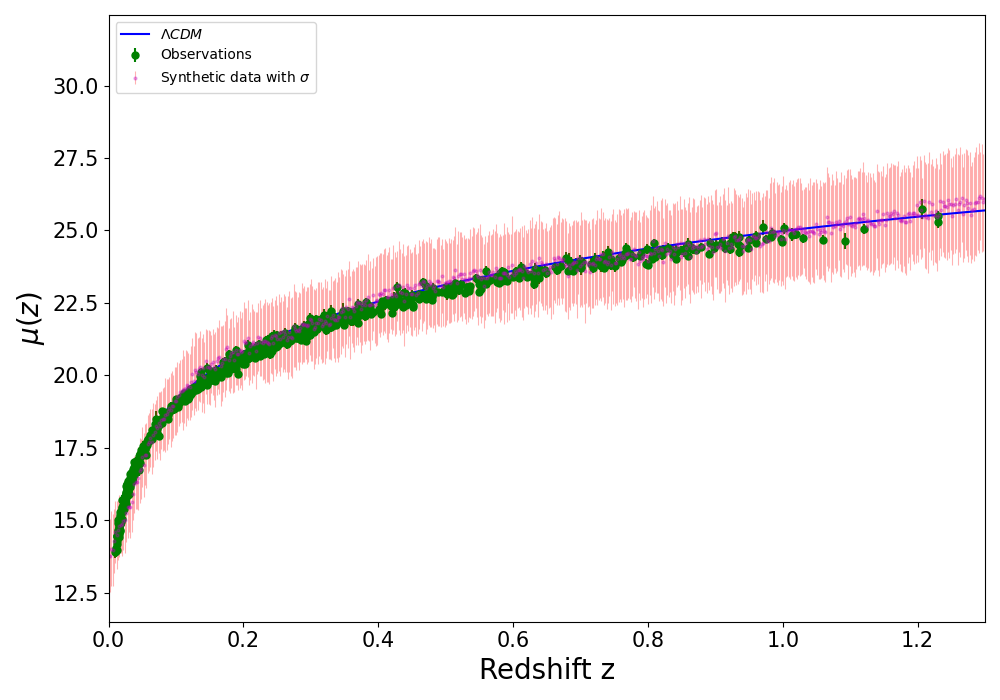 ΛCDM
Observations
Synthetic data with σ
μ(z)
30.0
27.5
25.0
22.5
20.0
17.5
15.0
12.5
0.0 0.2 0.4 0.6 0.8 1.0 1.2
Redshift z